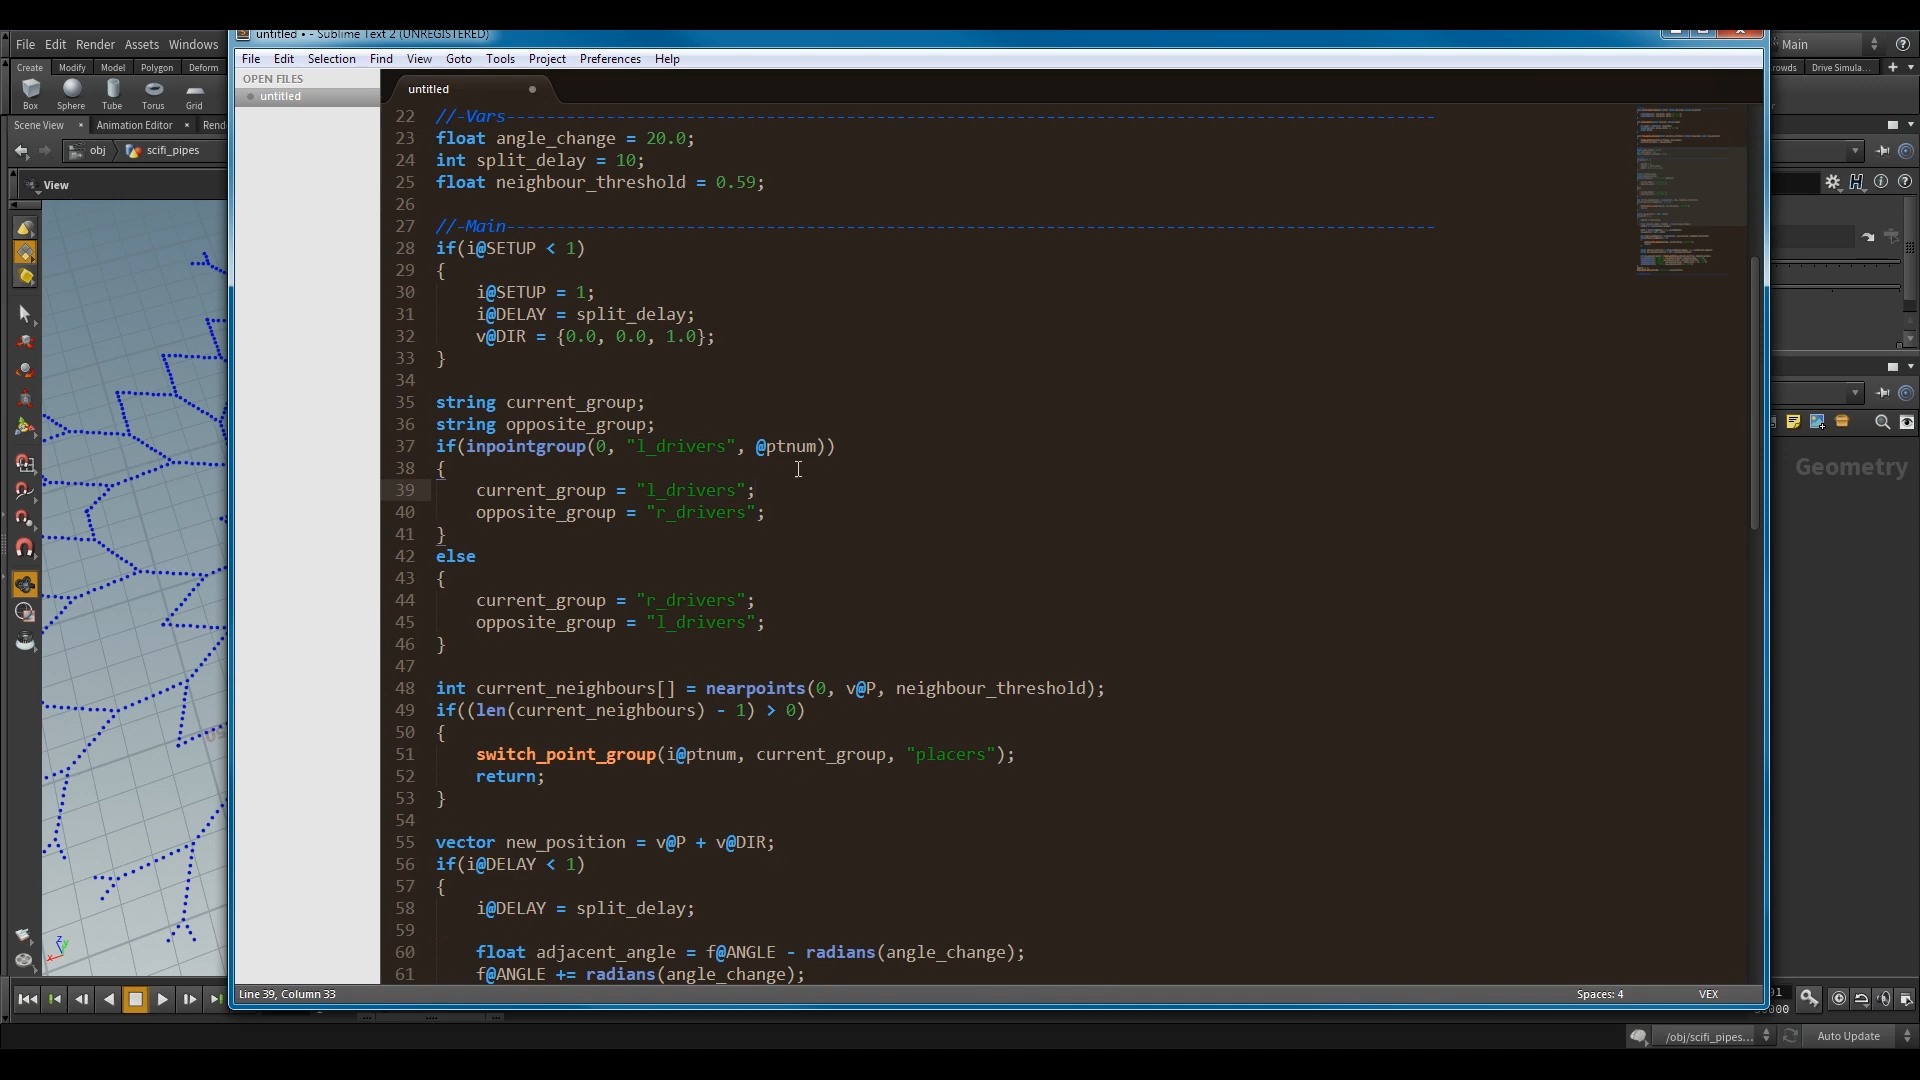 untitled • - Sublime Text 2 (UNREGISTERED)
File Edit Render Assets Windows
Main
File Edit Selection Find View Goto Tools Project Preferences Help
Create Modify Model Polygon Deform
rowds Drive Simula...
OPEN FILES
untitled
untitled
Box Sphere Tube Torus Grid
Scene View Animation Editor Rend
obj scifi_pipes
View
22 //-Vars---------------------------------------------------------------------------------------------
23 float angle_change = 20.0;
24 int split_delay = 10;
25 float neighbour_threshold = 0.59;
26
27 //-Main---------------------------------------------------------------------------------------------
28 if(i@SETUP < 1)
29 {
30     i@SETUP = 1;
31     i@DELAY = split_delay;
32     v@DIR = {0.0, 0.0, 1.0};
33 }
34
35 string current_group;
36 string opposite_group;
37 if(inpointgroup(0, "l_drivers", @ptnum))
38 {
39     current_group = "l_drivers";
40     opposite_group = "r_drivers";
41 }
42 else
43 {
44     current_group = "r_drivers";
45     opposite_group = "l_drivers";
46 }
47
48 int current_neighbours[] = nearpoints(0, v@P, neighbour_threshold);
49 if((len(current_neighbours) - 1) > 0)
50 {
51     switch_point_group(i@ptnum, current_group, "placers");
52     return;
53 }
54
55 vector new_position = v@P + v@DIR;
56 if(i@DELAY < 1)
57 {
58     i@DELAY = split_delay;
59
60     float adjacent_angle = f@ANGLE - radians(angle_change);
61     f@ANGLE += radians(angle_change);
Geometry
Line 39, Column 33
Spaces: 4
VEX
/obj/scifi_pipes...
Auto Update